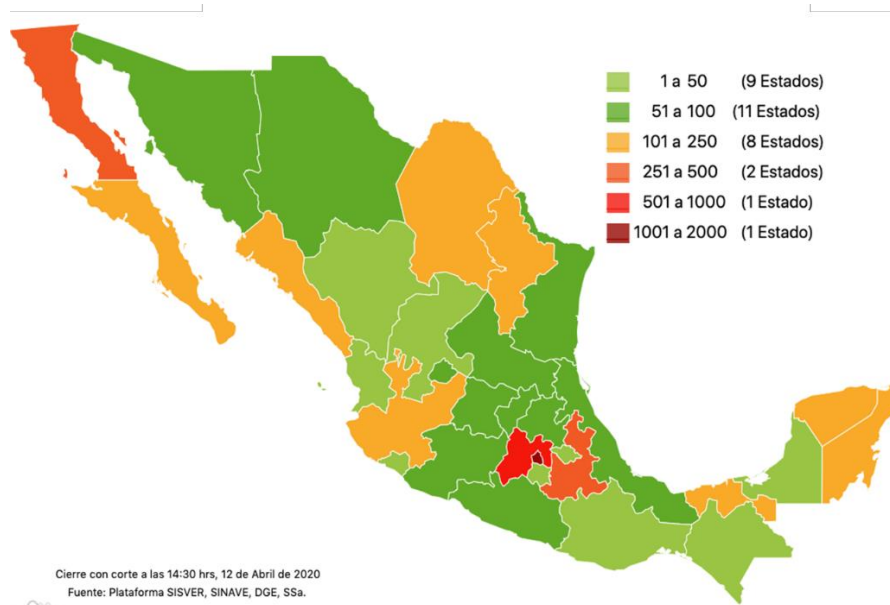 1 a 50 (9 Estados)
51 a 100 (11 Estados)
101 a 250 (8 Estados)
251 a 500 (2 Estados)
501 a 1000 (1 Estado)
1001 a 2000 (1 Estado)
Cierre con corte a las 14:30 hrs, 12 de Abril de 2020
Fuente: Plataforma SISVER, SINAVE, DGE, SSa.